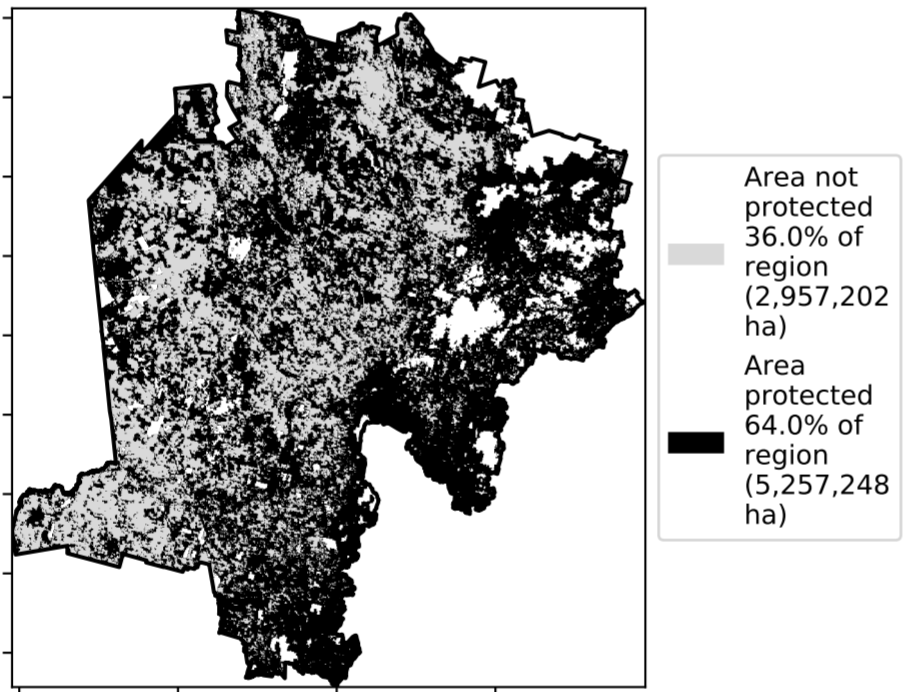 Area not
protected
36.0% of
region
(2,957,202
ha)
Area
protected
64.0% of
region
(5,257,248
ha)